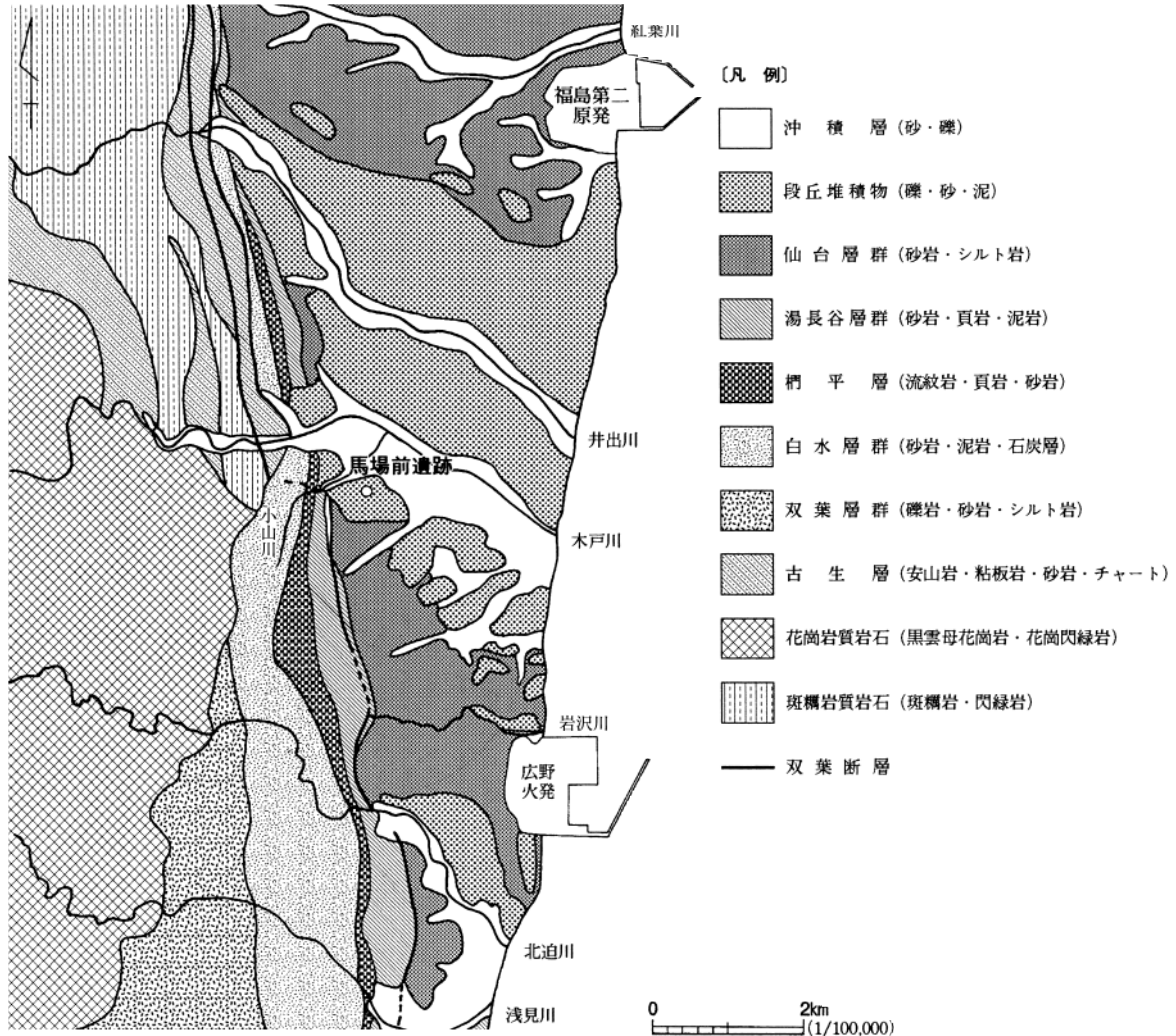 紅葉川
福島第二
原発
井出川
馬場前遺跡
小山川
木戸川
岩沢川
広野
火発
北迫川
浅見川
〔凡 例〕
沖積層(砂・礫)
段丘堆積物(礫・砂・泥)
仙台層群(砂岩・シルト岩)
湯長谷層群(砂岩・頁岩・泥岩)
椚平層(流紋岩・頁岩・砂岩)
白水層群(砂岩・泥岩・石炭層)
双葉層群(礫岩・砂岩・シルト岩)
古生層(安山岩・粘板岩・砂岩・チャート)
花崗岩質岩石(黒雲母花崗岩・花崗閃緑岩)
斑糲岩質岩石(斑糲岩・閃緑岩)
双葉断層
0 2km
(1/100,000)